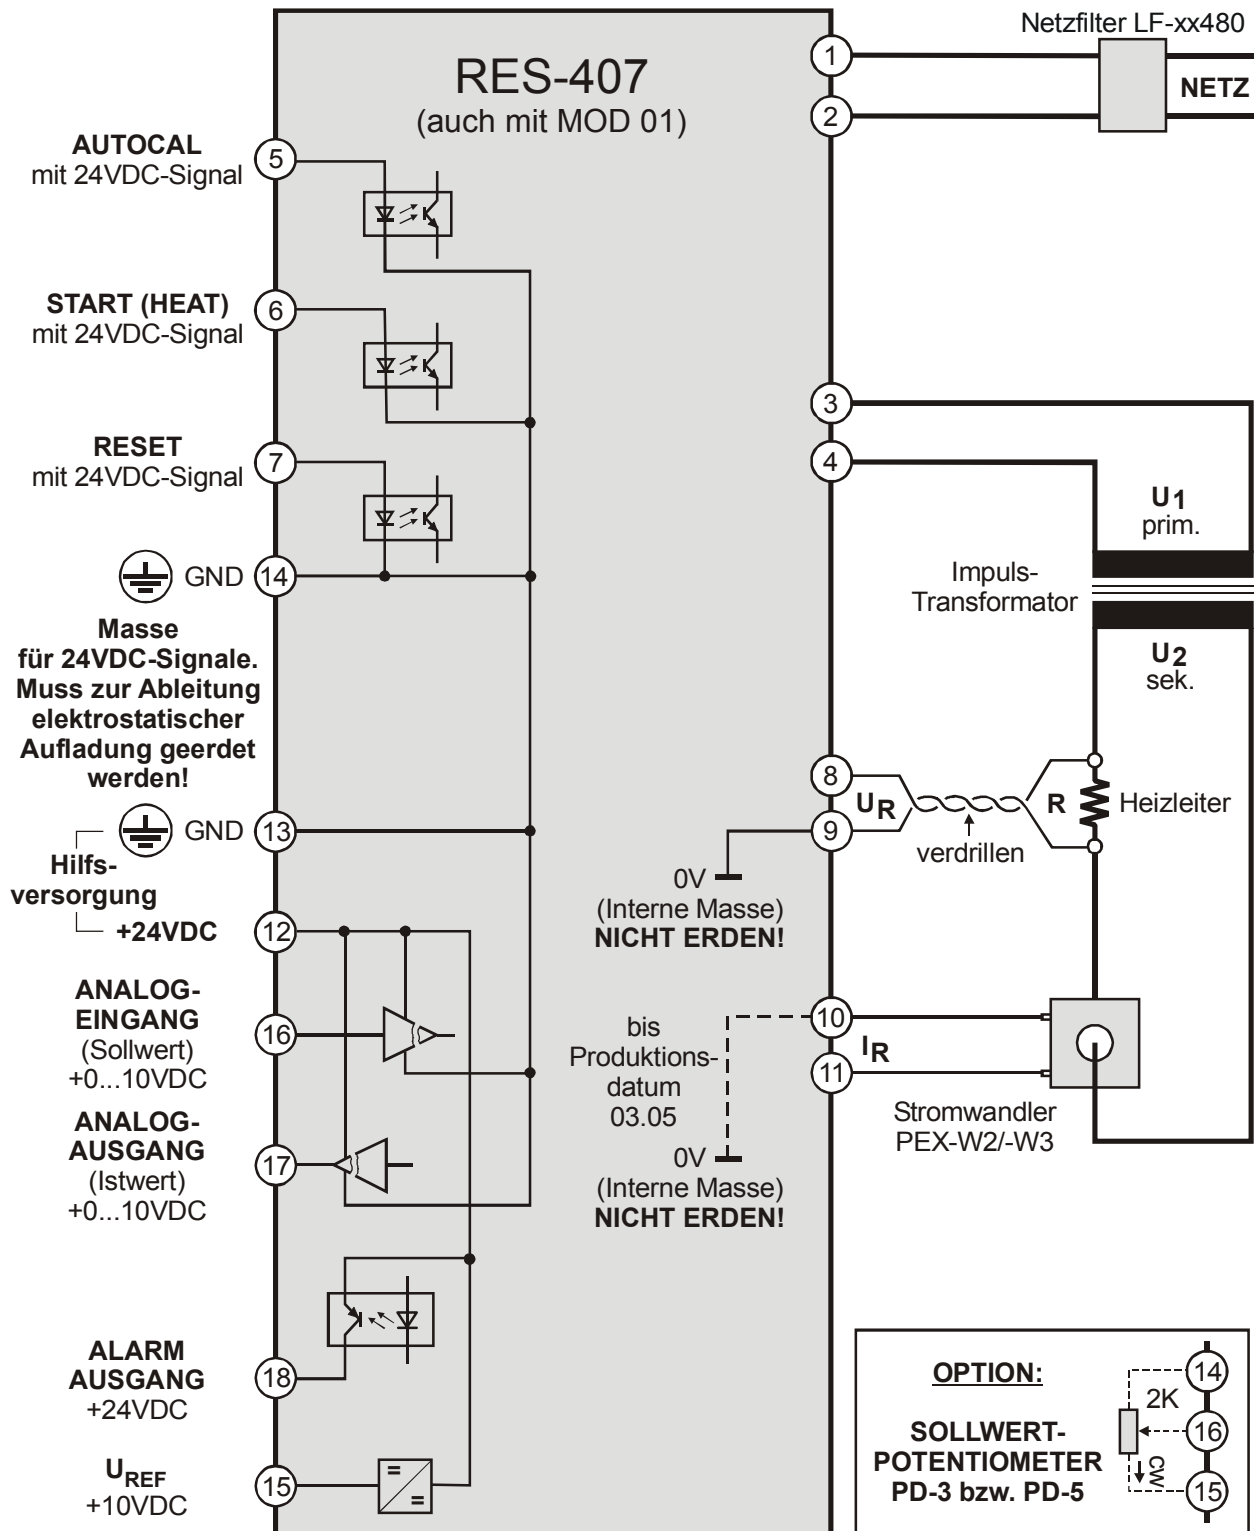 Netzfilter LF-xx480
NETZ
RES-407
(auch mit MOD 01)
1
2
AUTOCAL
mit 24VDC-Signal
5
START (HEAT)
mit 24VDC-Signal
6
RESET
mit 24VDC-Signal
7
GND
14
Masse
für 24VDC-Signale.
Muss zur Ableitung
elektrostatischer
Aufladung geerdet
werden!
GND
13
Hilfs-
versorgung
+24VDC
12
ANALOG-
EINGANG
(Sollwert)
+0...10VDC
16
ANALOG-
AUSGANG
(Istwert)
+0...10VDC
17
ALARM
AUSGANG
+24VDC
18
UREF
+10VDC
15
=
=
3
4
U1
prim.
Impuls-
Transformator
U2
sek.
8
9
UR
R
Heizleiter
verdrillen
0V
(Interne Masse)
NICHT ERDEN!
bis
Produktions-
datum
03.05
0V
(Interne Masse)
NICHT ERDEN!
10
11
IR
Stromwandler
PEX-W2/-W3
OPTION:
SOLLWERT-
POTENTIOMETER
PD-3 bzw. PD-5
2K
CW
14
16
15